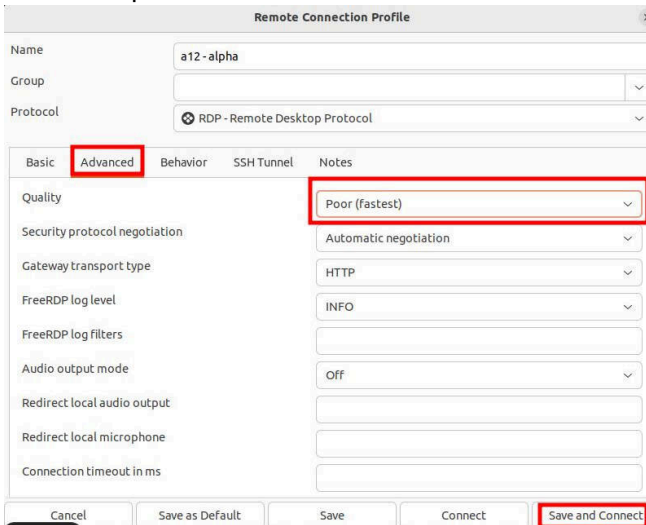 Remote Connection Profile
Name
a12-alpha
Group
Protocol
RDP - Remote Desktop Protocol
Basic Advanced Behavior SSH Tunnel Notes
Quality
Poor (fastest)
Security protocol negotiation
Automatic negotiation
Gateway transport type
HTTP
FreeRDP log level
INFO
FreeRDP log filters
Audio output mode
Off
Redirect local audio output
Redirect local microphone
Connection timeout in ms
Cancel Save as Default Save Connect Save and Connect